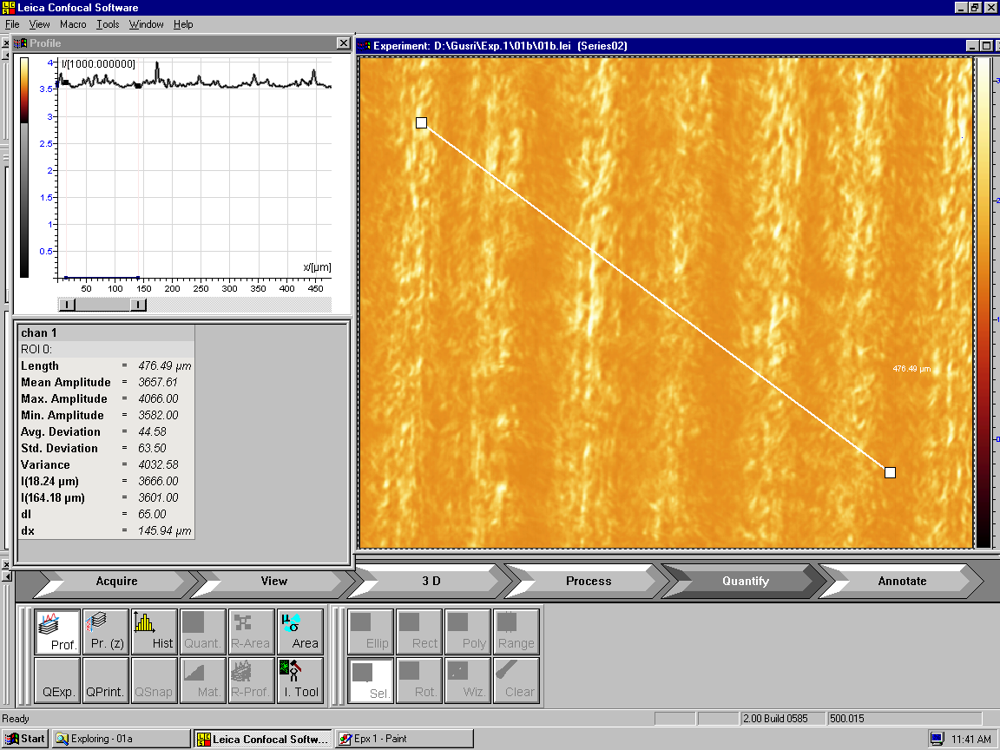 Leica Confocal Software
File View Macro Tools Window Help
Profile
I/[1000.000000]
4
3.5
3
2.5
2
1.5
1
0.5
x/[µm]
50 100 150 200 250 300 350 400 450
chan 1
ROI 0:
Length = 476.49 µm
Mean Amplitude = 3657.61
Max. Amplitude = 4066.00
Min. Amplitude = 3582.00
Avg. Deviation = 44.58
Std. Deviation = 63.50
Variance = 4032.58
I(18.24 µm) = 3666.00
I(164.18 µm) = 3601.00
dI = 65.00
dx = 145.94 µm
Experiment: D:\Gusri\Exp.1\01b\01b.lei (Series02)
476.49 µm
3
2
1
0
Acquire View 3 D Process Quantify Annotate
Prof. Pr. (z) Hist Quant. R-Area Area Ellip Rect Poly Range
QExp. QPrint. QSnap Mat. R-Prof. I. Tool Sel. Rot. Wiz. Clear
Ready 2.00 Build 0585 500.015
Start Exploring - 01a Leica Confocal Softw... Epx 1 - Paint 11:41 AM